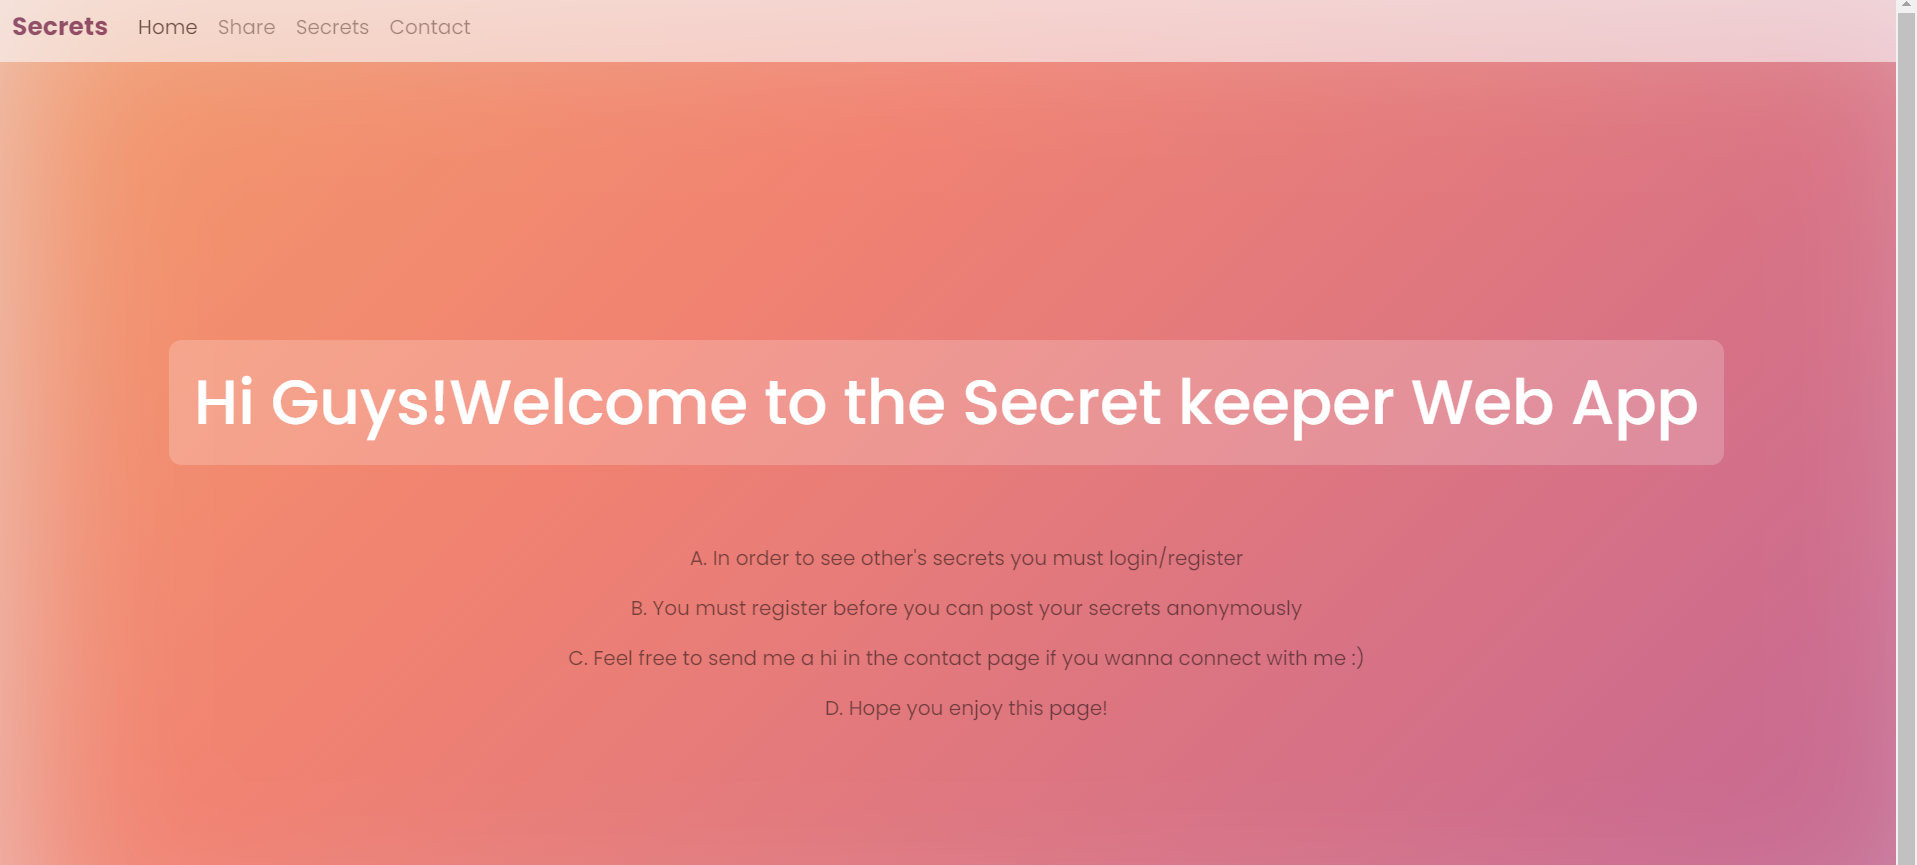 Secrets Home Share Secrets Contact
Hi Guys!Welcome to the Secret keeper Web App
A. In order to see other's secrets you must login/register
B. You must register before you can post your secrets anonymously
C. Feel free to send me a hi in the contact page if you wanna connect with me :)
D. Hope you enjoy this page!